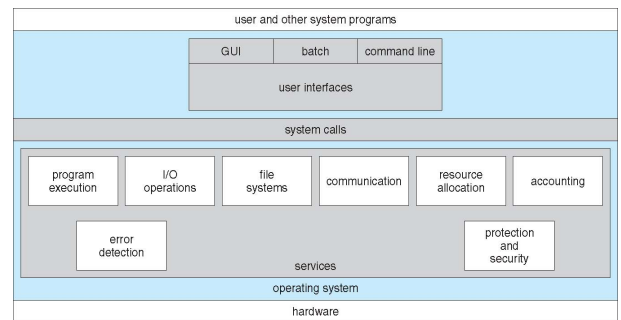 user and other system programs
GUI
batch
command line
user interfaces
system calls
program
execution
I/O
operations
file
systems
communication
resource
allocation
accounting
error
detection
protection
and
security
services
operating system
hardware